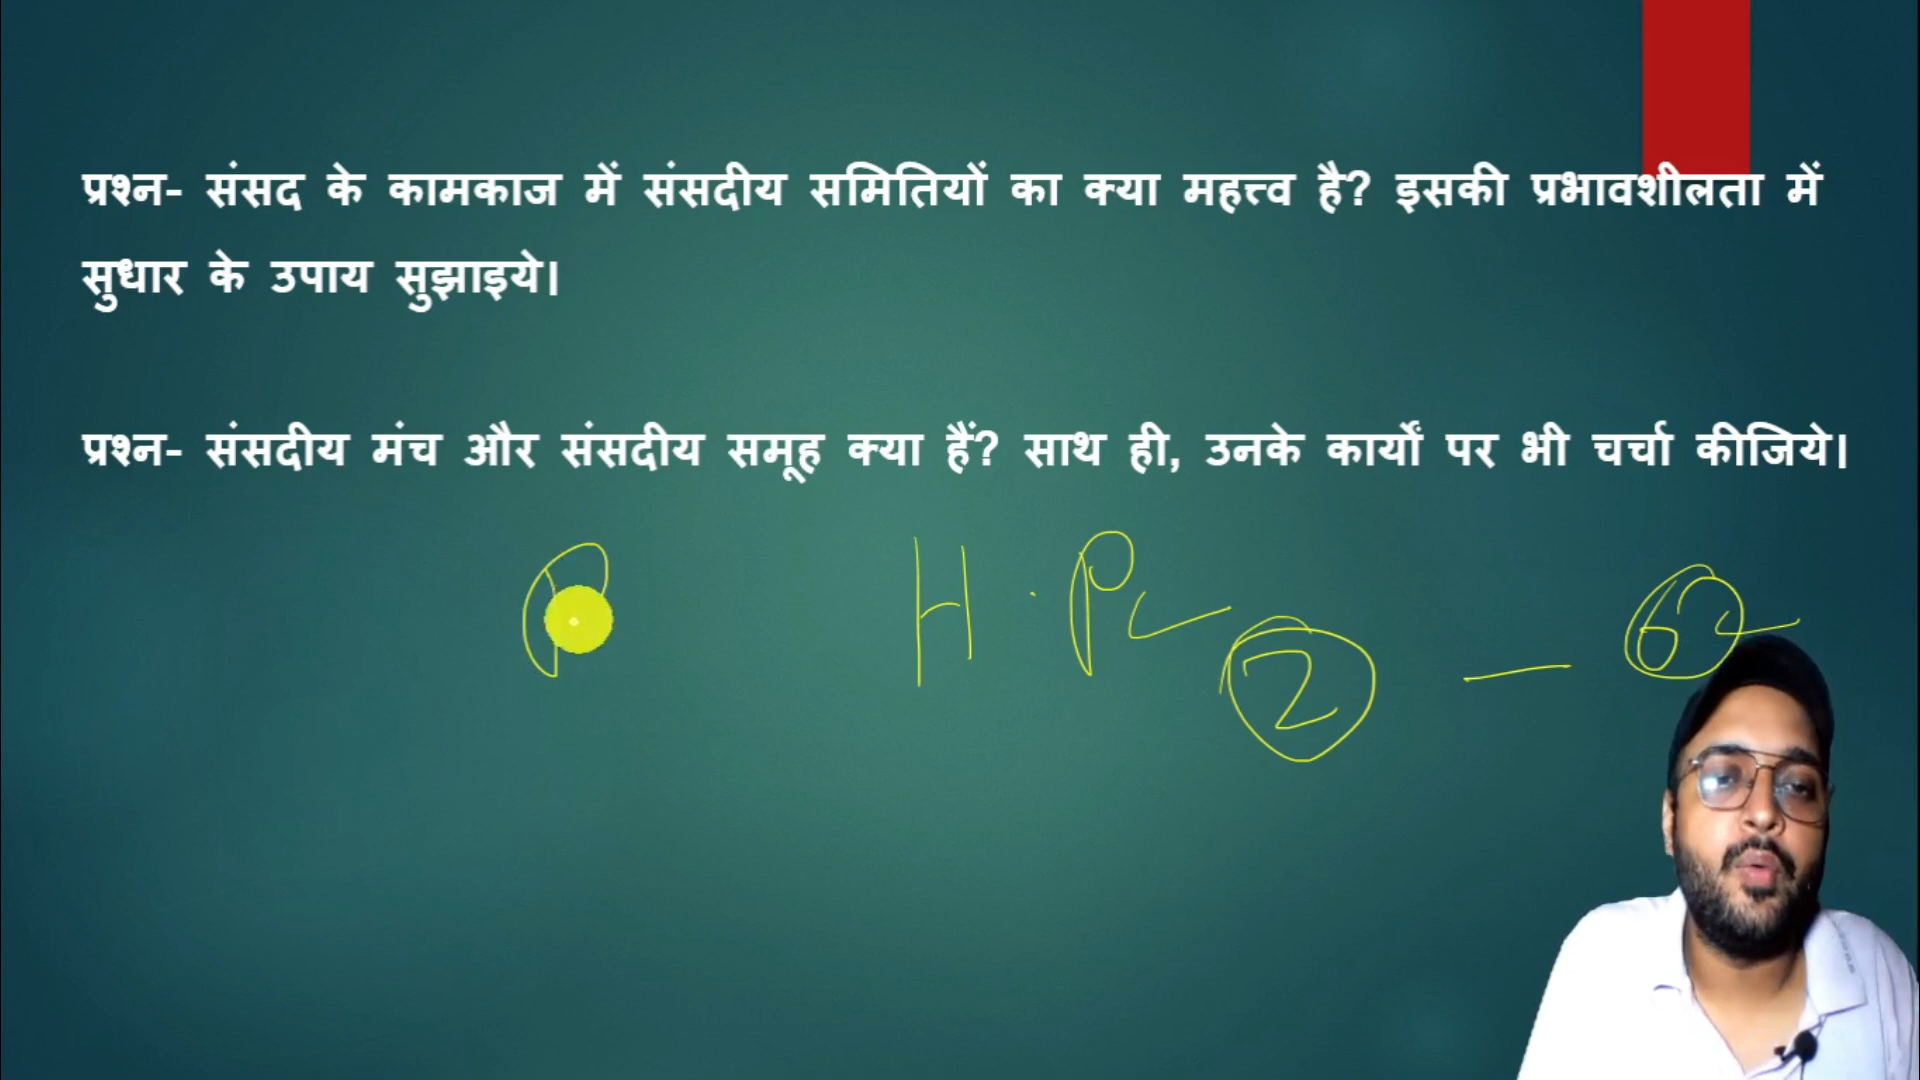 प्रश्न- संसद के कामकाज में संसदीय समितियों का क्या महत्त्व है? इसकी प्रभावशीलता में
सुधार के उपाय सुझाइये।
प्रश्न- संसदीय मंच और संसदीय समूह क्या हैं? साथ ही, उनके कार्यों पर भी चर्चा कीजिये।
P H.P
2 -